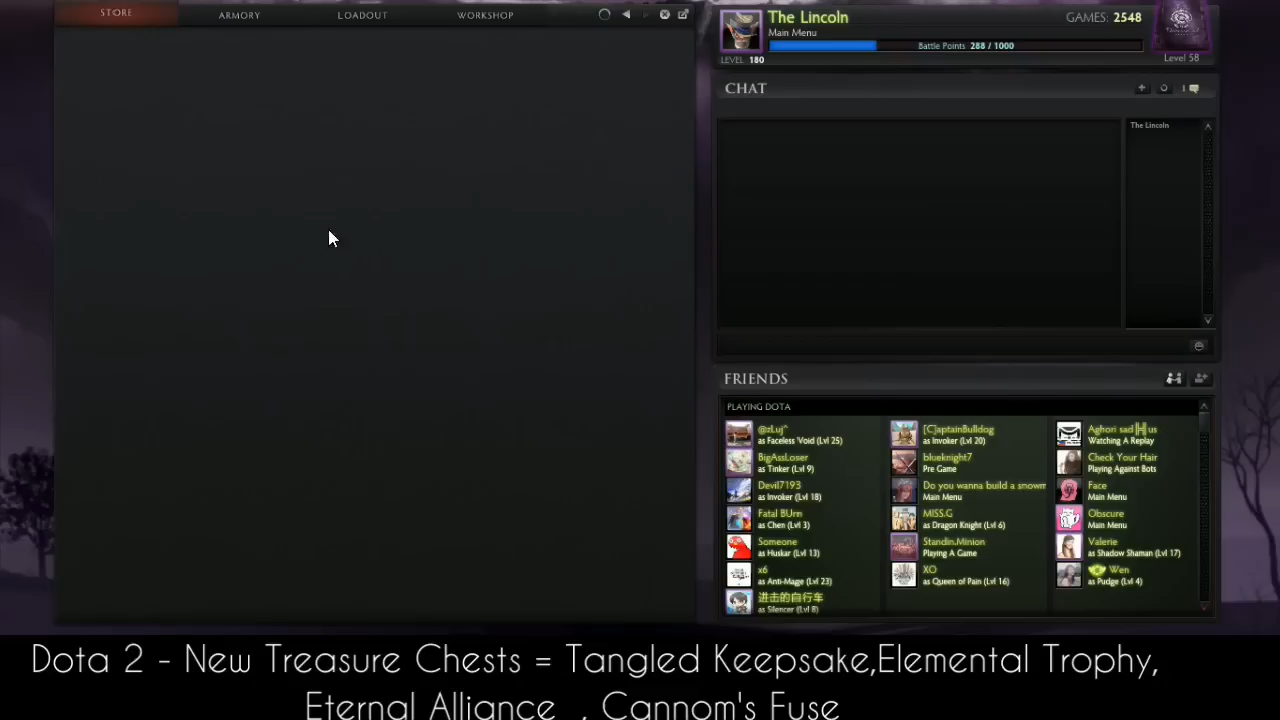 STORE ARMORY LOADOUT WORKSHOP
The Lincoln GAMES: 2548
Main Menu
Battle Points 288 / 1000
LEVEL 180 Level 58
CHAT
The Lincoln
FRIENDS
PLAYING DOTA
@zLuj^
as Faceless Void (Lvl 25)
[C]aptainBulldog
as Invoker (Lvl 20)
Aghori sad╠╣us
Watching A Replay
BigAssLoser
as Tinker (Lvl 9)
blueknight7
Pre Game
Check Your Hair
Playing Against Bots
Devil7193
as Invoker (Lvl 18)
Do you wanna build a snowm
Main Menu
Face
Main Menu
Fatal BUrn
as Chen (Lvl 3)
MISS.G
as Dragon Knight (Lvl 6)
Obscure
Main Menu
Someone
as Huskar (Lvl 13)
Standin.Minion
Playing A Game
Valerie
as Shadow Shaman (Lvl 17)
x6
as Anti-Mage (Lvl 23)
XO
as Queen of Pain (Lvl 16)
Wen
as Pudge (Lvl 4)
进击的自行车
as Silencer (Lvl 8)
Dota 2 - New Treasure Chests = Tangled Keepsake,Elemental Trophy,
Eternal Alliance , Cannom's Fuse